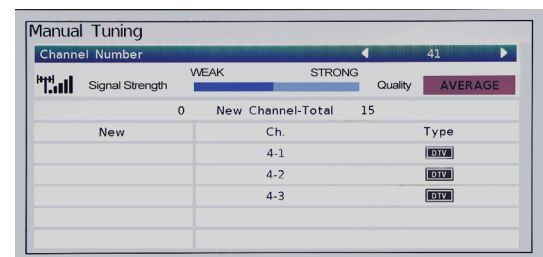 Manual Tuning
Channel Number 41
Signal Strength WEAK STRONG Quality AVERAGE
0 New Channel-Total 15
New Ch. Type
4-1 DTV
4-2 DTV
4-3 DTV